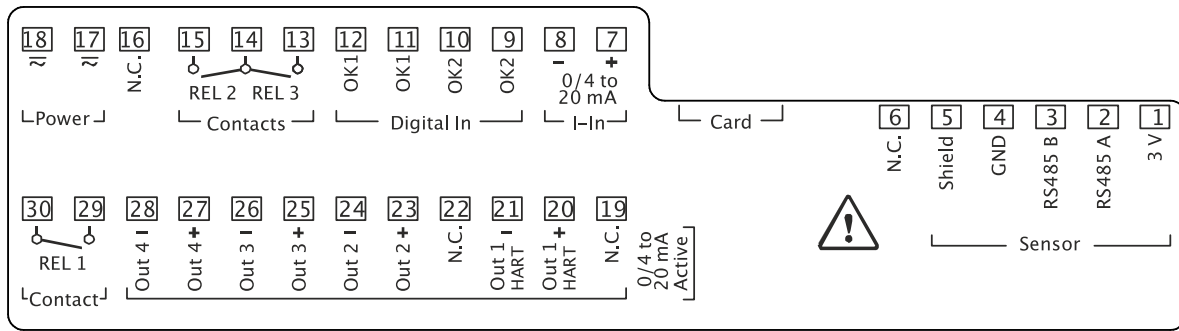 18 17 16 15 14 13 12 11 10 9 8 7
≂ ≂ N.C. OK1 OK1 OK2 OK2 − +
REL 2 REL 3
0/4 to
20 mA
Power Contacts Digital In I-In Card
6 5 4 3 2 1
N.C. Shield GND RS485 B RS485 A 3 V
Sensor
30 29 28 27 26 25 24 23 22 21 20 19
REL 1
Out 4 −
Out 4 +
Out 3 −
Out 3 +
Out 2 −
Out 2 +
N.C.
Out 1 −
HART
Out 1 +
HART
N.C.
0/4 to
20 mA
Active
Contact
!